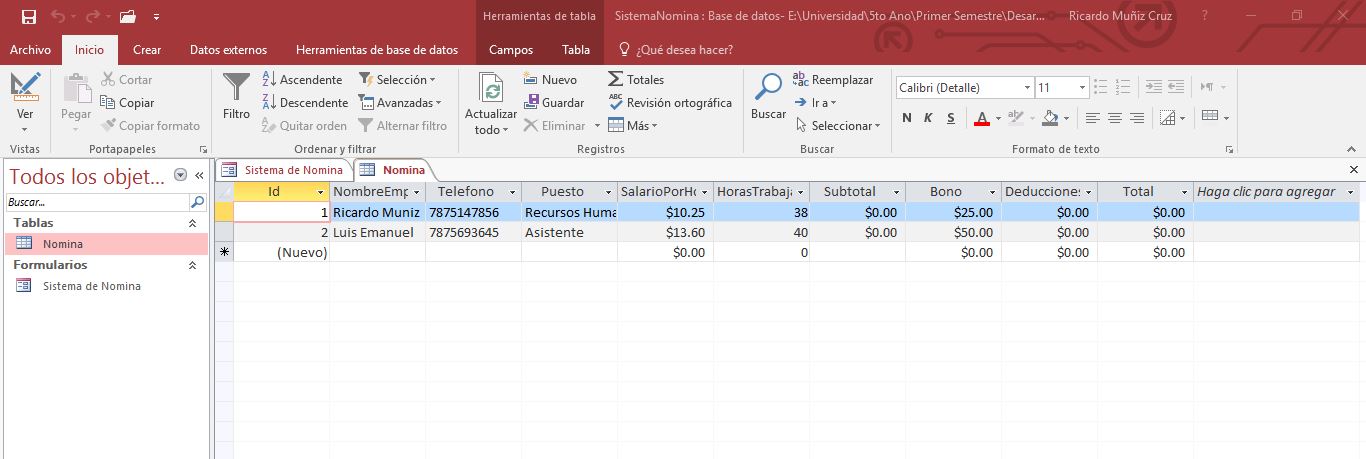 Herramientas de tabla SistemaNomina : Base de datos- E:\Universidad\5to Ano\Primer Semestre\Desar... Ricardo Muñiz Cruz
Archivo Inicio Crear Datos externos Herramientas de base de datos Campos Tabla ¿Qué desea hacer?
Ver
Vistas
Pegar
Cortar
Copiar
Copiar formato
Portapapeles
Filtro
Ascendente
Descendente
Quitar orden
Selección
Avanzadas
Alternar filtro
Ordenar y filtrar
Actualizar todo
Nuevo
Guardar
Eliminar
Totales
Revisión ortográfica
Más
Registros
Buscar
Reemplazar
Ir a
Seleccionar
Buscar
Calibri (Detalle) 11
N K S A
Formato de texto
Todos los objet...
Buscar...
Tablas
Nomina
Formularios
Sistema de Nomina
Sistema de Nomina Nomina
Id NombreEmp Telefono Puesto SalarioPorHo HorasTrabaja Subtotal Bono Deducciones Total Haga clic para agregar
1 Ricardo Muniz 7875147856 Recursos Huma $10.25 38 $0.00 $25.00 $0.00 $0.00
2 Luis Emanuel 7875693645 Asistente $13.60 40 $0.00 $50.00 $0.00 $0.00
(Nuevo) $0.00 0 $0.00 $0.00 $0.00